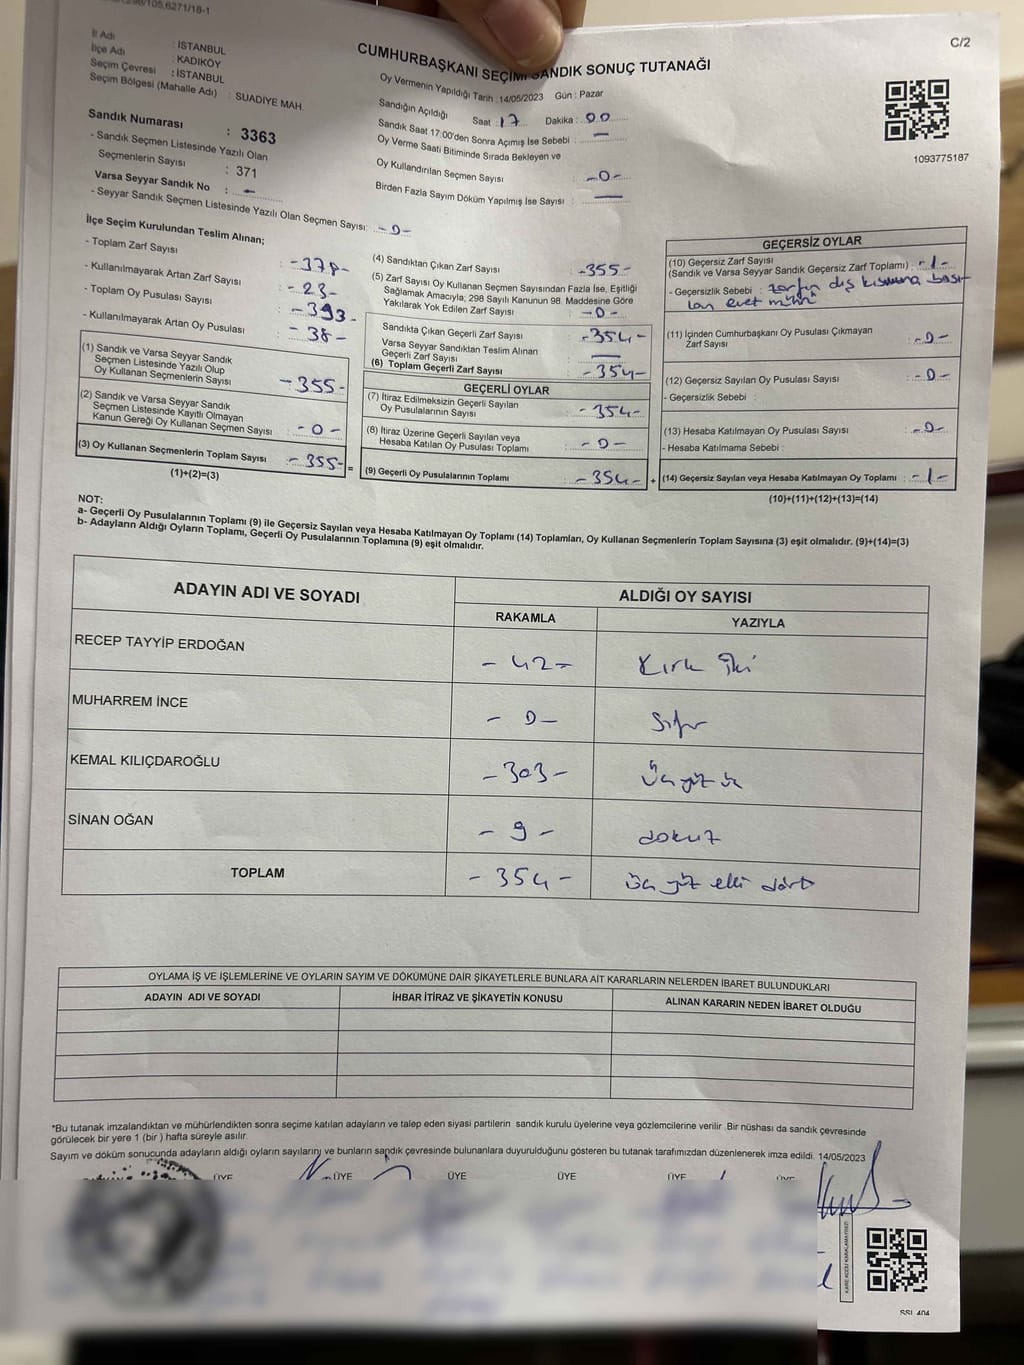 298/105,6271/18-1
C/2
İl Adı : İSTANBUL
İlçe Adı : KADIKÖY
Seçim Çevresi : İSTANBUL
Seçim Bölgesi (Mahalle Adı) : SUADİYE MAH.
Sandık Numarası : 3363
- Sandık Seçmen Listesinde Yazılı Olan
Seçmenlerin Sayısı : 371
Varsa Seyyar Sandık No : –
- Seyyar Sandık Seçmen Listesinde Yazılı Olan Seçmen Sayısı: -0-
CUMHURBAŞKANI SEÇİMİ SANDIK SONUÇ TUTANAĞI
Oy Vermenin Yapıldığı Tarih :14/05/2023 Gün : Pazar
Sandığın Açıldığı Saat : 17 Dakika : 00
Sandık Saat 17:00'den Sonra Açımış İse Sebebi : —
Oy Verme Saati Bitiminde Sırada Bekleyen ve
Oy Kullandırılan Seçmen Sayısı : -0-
Birden Fazla Sayım Döküm Yapılmış İse Sayısı : —
1093775187
İlçe Seçim Kurulundan Teslim Alınan;
- Toplam Zarf Sayısı : -378-
- Kullanılmayarak Artan Zarf Sayısı : -23-
- Toplam Oy Pusulası Sayısı : -393-
- Kullanılmayarak Artan Oy Pusulası : -38-
(1) Sandık ve Varsa Seyyar Sandık
Seçmen Listesinde Yazılı Olup
Oy Kullanan Seçmenlerin Sayısı : -355-
(2) Sandık ve Varsa Seyyar Sandık
Seçmen Listesinde Kayıtlı Olmayan
Kanun Gereği Oy Kullanan Seçmen Sayısı : -0-
(3) Oy Kullanan Seçmenlerin Toplam Sayısı : -355- =
(1)+(2)=(3)
(4) Sandıktan Çıkan Zarf Sayısı : -355-
(5) Zarf Sayısı Oy Kullanan Seçmen Sayısından Fazla İse, Eşitliği
Sağlamak Amacıyla; 298 Sayılı Kanunun 98. Maddesine Göre
Yakılarak Yok Edilen Zarf Sayısı : -0-
Sandıkta Çıkan Geçerli Zarf Sayısı : -354-
Varsa Seyyar Sandıktan Teslim Alınan
Geçerli Zarf Sayısı : —
(6) Toplam Geçerli Zarf Sayısı : -354-
GEÇERLİ OYLAR
(7) İtiraz Edilmeksizin Geçerli Sayılan
Oy Pusulalarının Sayısı : -354-
(8) İtiraz Üzerine Geçerli Sayılan veya
Hesaba Katılan Oy Pusulası Toplamı : -0-
(9) Geçerli Oy Pusulalarının Toplamı : -354- +
GEÇERSİZ OYLAR
(10) Geçersiz Zarf Sayısı
(Sandık ve Varsa Seyyar Sandık Geçersiz Zarf Toplamı) : -1-
- Geçersizlik Sebebi : zarfın dış kısmına bası
lan evet mührü
(11) İçinden Cumhurbaşkanı Oy Pusulası Çıkmayan
Zarf Sayısı : -0-
(12) Geçersiz Sayılan Oy Pusulası Sayısı : -0-
- Geçersizlik Sebebi :
(13) Hesaba Katılmayan Oy Pusulası Sayısı : -0-
- Hesaba Katılmama Sebebi :
(14) Geçersiz Sayılan veya Hesaba Katılmayan Oy Toplamı : -1-
(10)+(11)+(12)+(13)=(14)
NOT:
a- Geçerli Oy Pusulalarının Toplamı (9) ile Geçersiz Sayılan veya Hesaba Katılmayan Oy Toplamı (14) Toplamları, Oy Kullanan Seçmenlerin Toplam Sayısına (3) eşit olmalıdır. (9)+(14)=(3)
b- Adayların Aldığı Oyların Toplamı, Geçerli Oy Pusulalarının Toplamına (9) eşit olmalıdır.
ADAYIN ADI VE SOYADI ALDIĞI OY SAYISI
RAKAMLA YAZIYLA
RECEP TAYYİP ERDOĞAN -42- Kırk iki
MUHARREM İNCE -0- Sıfır
KEMAL KILIÇDAROĞLU -303- Üç yüz üç
SİNAN OĞAN -9- dokuz
TOPLAM -354- üç yüz elli dört
OYLAMA İŞ VE İŞLEMLERİNE VE OYLARIN SAYIM VE DÖKÜMÜNE DAİR ŞİKAYETLERLE BUNLARA AİT KARARLARIN NELERDEN İBARET BULUNDUKLARI
ADAYIN ADI VE SOYADI İHBAR İTİRAZ VE ŞİKAYETİN KONUSU ALINAN KARARIN NEDEN İBARET OLDUĞU
*Bu tutanak imzalandıktan ve mühürlendikten sonra seçime katılan adayların ve talep eden siyasi partilerin sandık kurulu üyelerine veya gözlemcilerine verilir. Bir nüshası da sandık çevresinde
görülecek bir yere 1 (bir ) hafta süreyle asılır.
Sayım ve döküm sonucunda adayların aldığı oyların sayılarını ve bunların sandık çevresinde bulunanlara duyurulduğunu gösteren bu tutanak tarafımızdan düzenlenerek imza edildi. 14/05/2023
ÜYE ÜYE ÜYE ÜYE ÜYE ÜYE